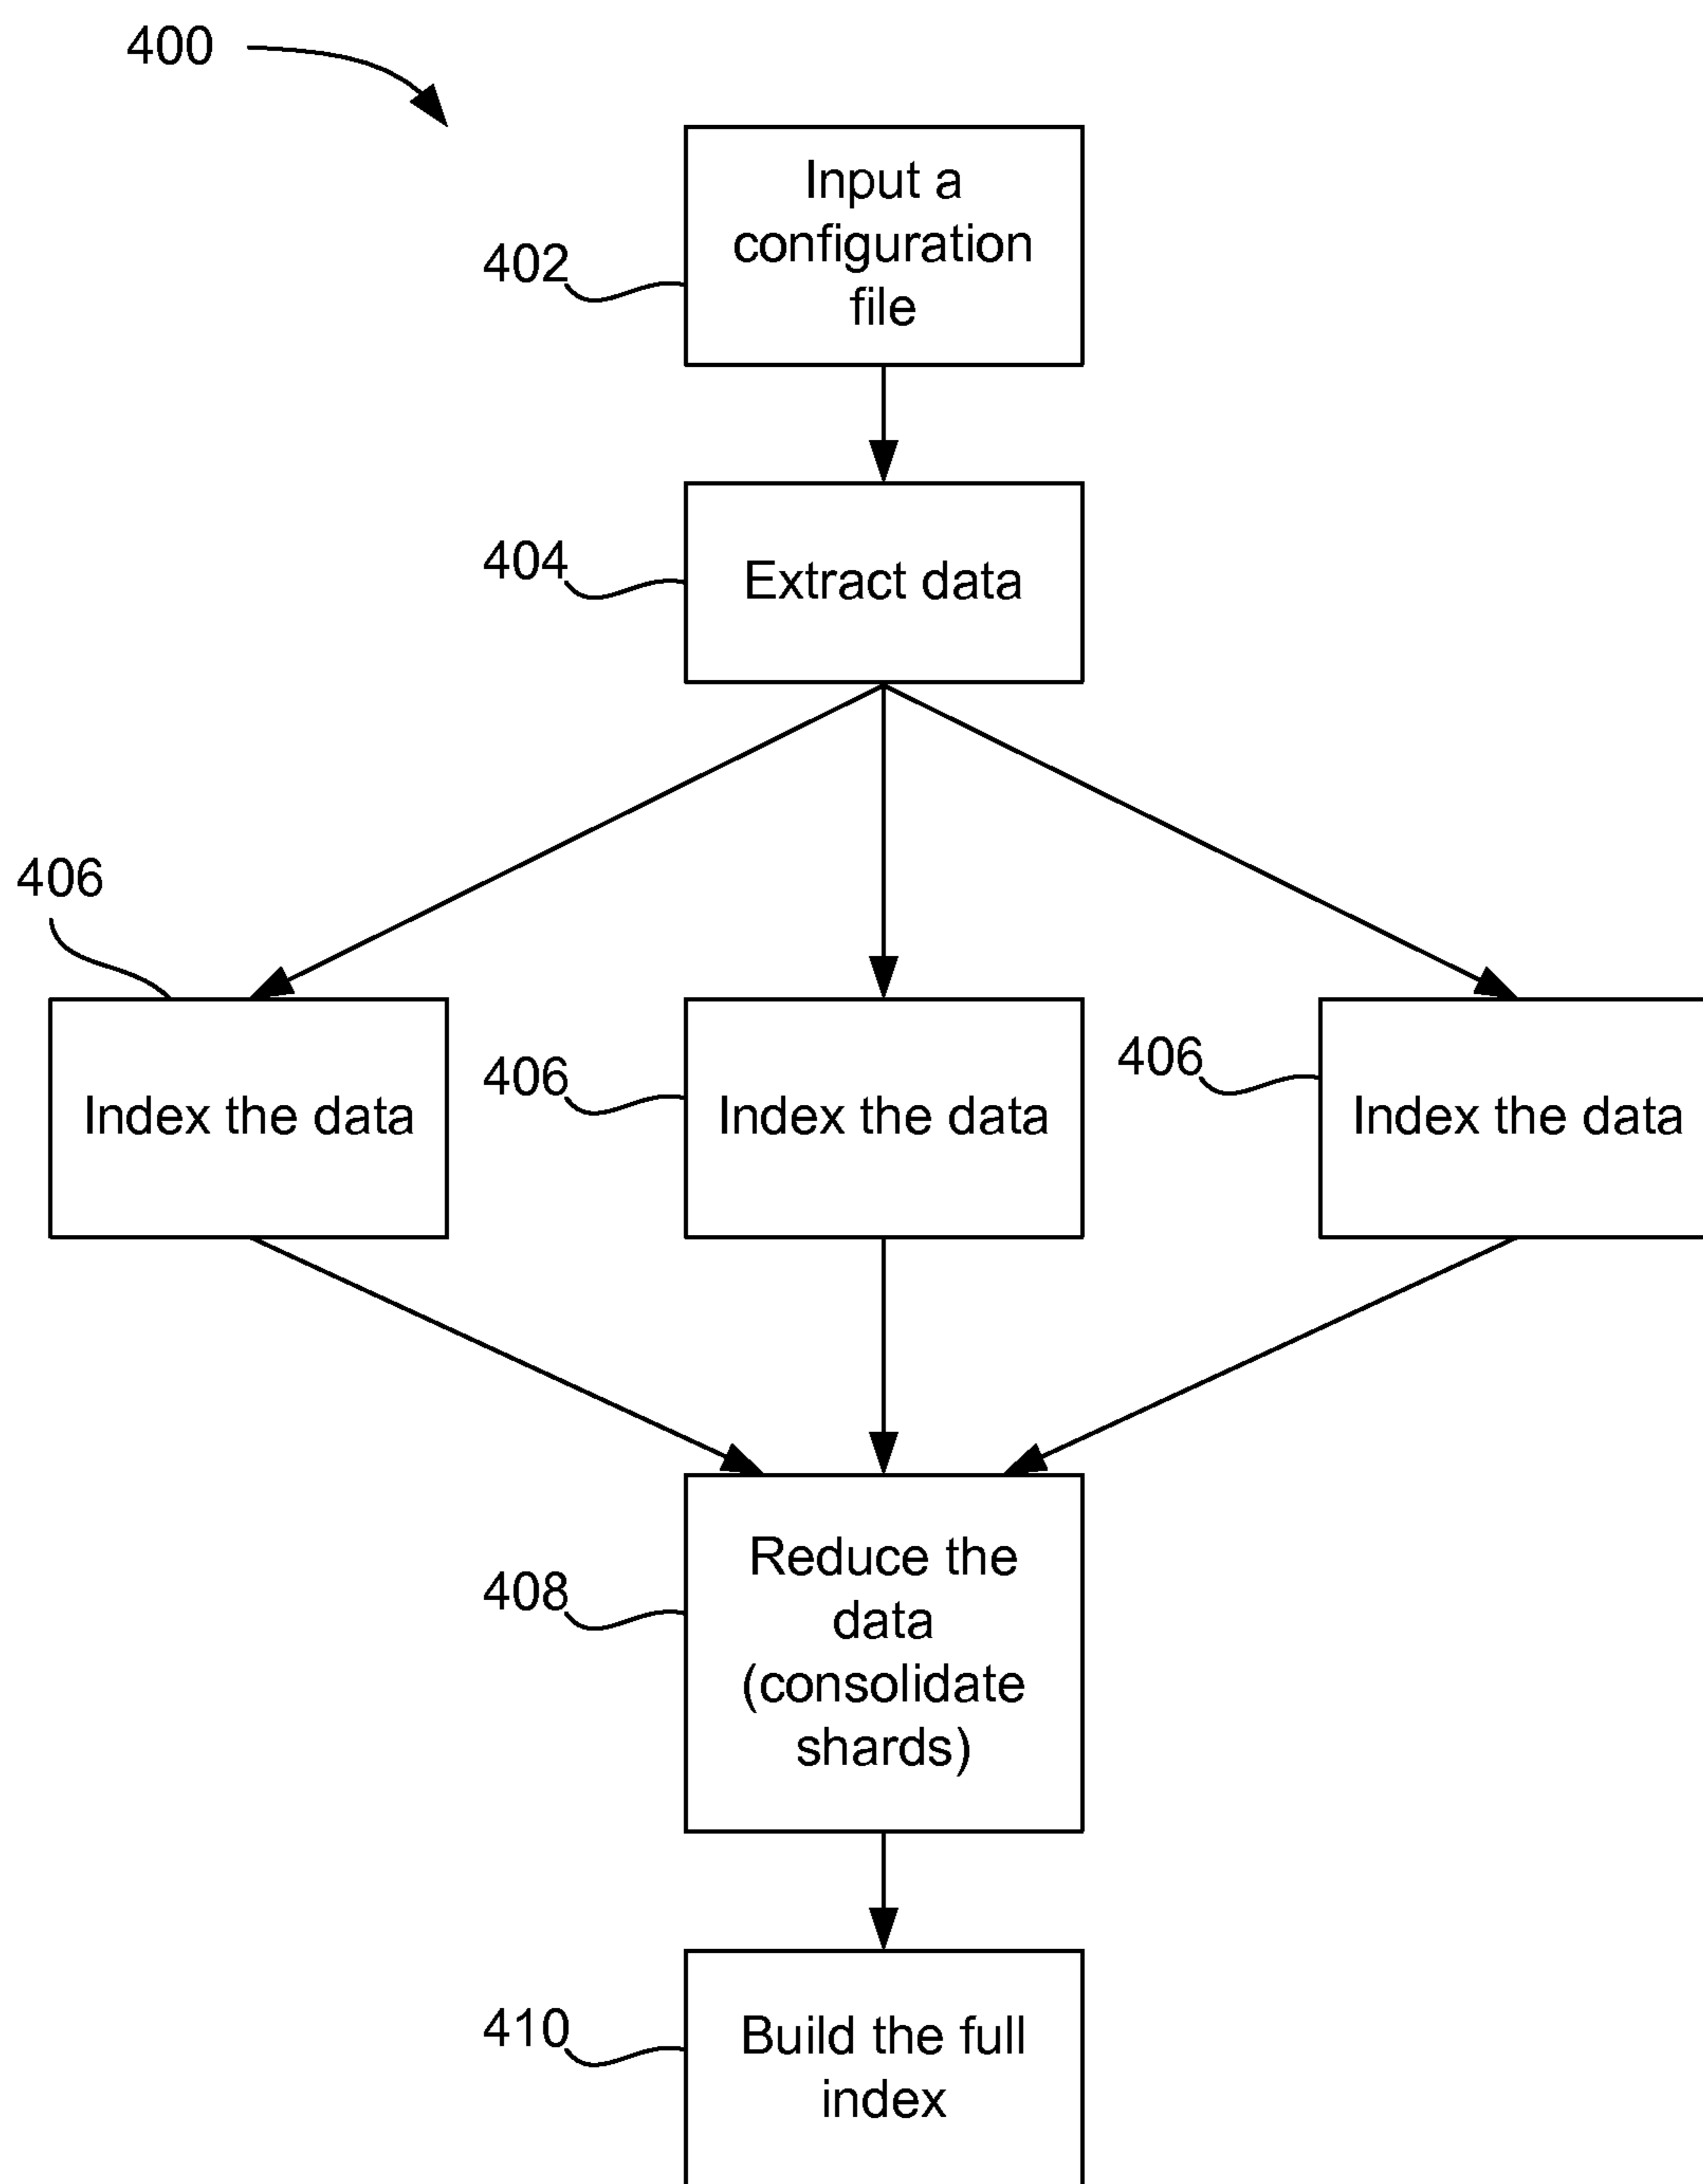 400
Input a
configuration
file
402
404
Extract data
406
Index the data
406
Index the data
406
Index the data
Reduce the
data
(consolidate
shards)
408
410
Build the full
index